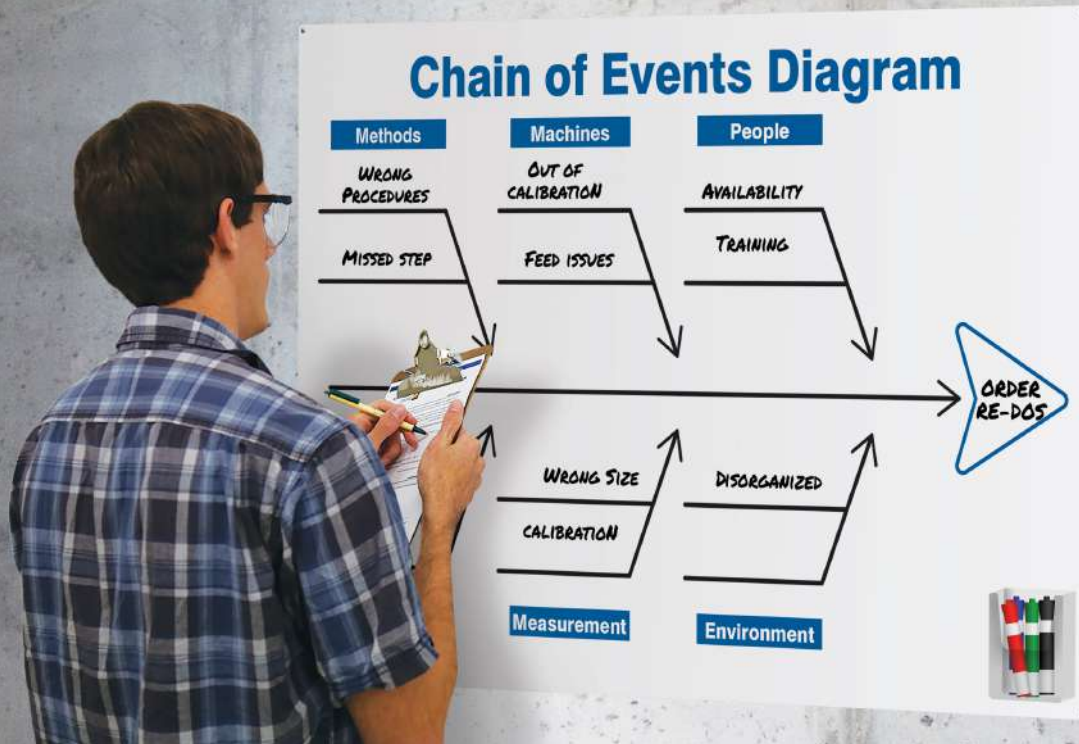 Chain of Events Diagram
Methods
Machines
People
WRONG
PROCEDURES
OUT OF
CALIBRATION
AVAILABILITY
MISSED STEP
FEED ISSUES
TRAINING
ORDER
RE-DOS
WRONG SIZE
DISORGANIZED
CALIBRATION
Measurement
Environment